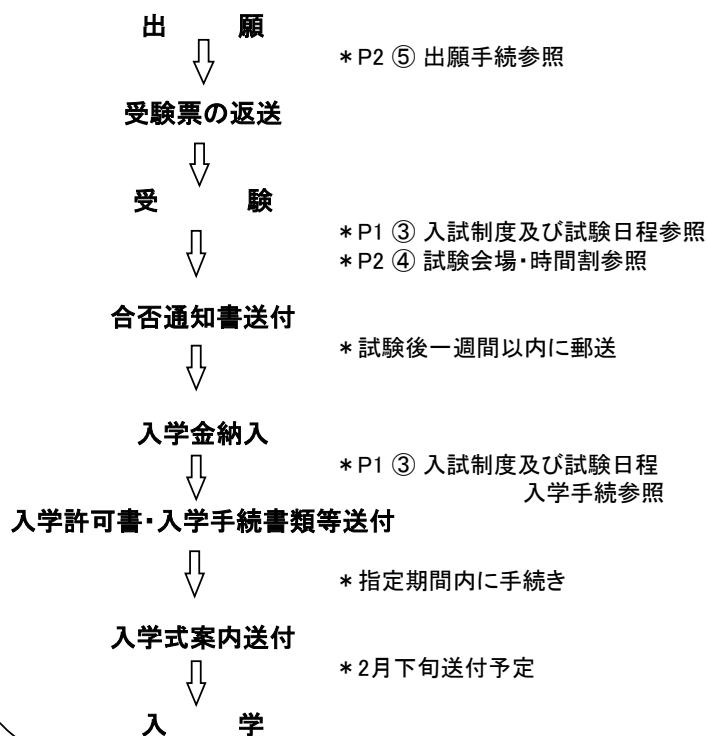 出 願
＊P2 ⑤ 出願手続参照
受験票の返送
受 験
＊P1 ③ 入試制度及び試験日程参照
＊P2 ④ 試験会場・時間割参照
合否通知書送付
＊試験後一週間以内に郵送
入学金納入
＊P1 ③ 入試制度及び試験日程
入学手続参照
入学許可書・入学手続書類等送付
＊指定期間内に手続き
入学式案内送付
＊2月下旬送付予定
入 学